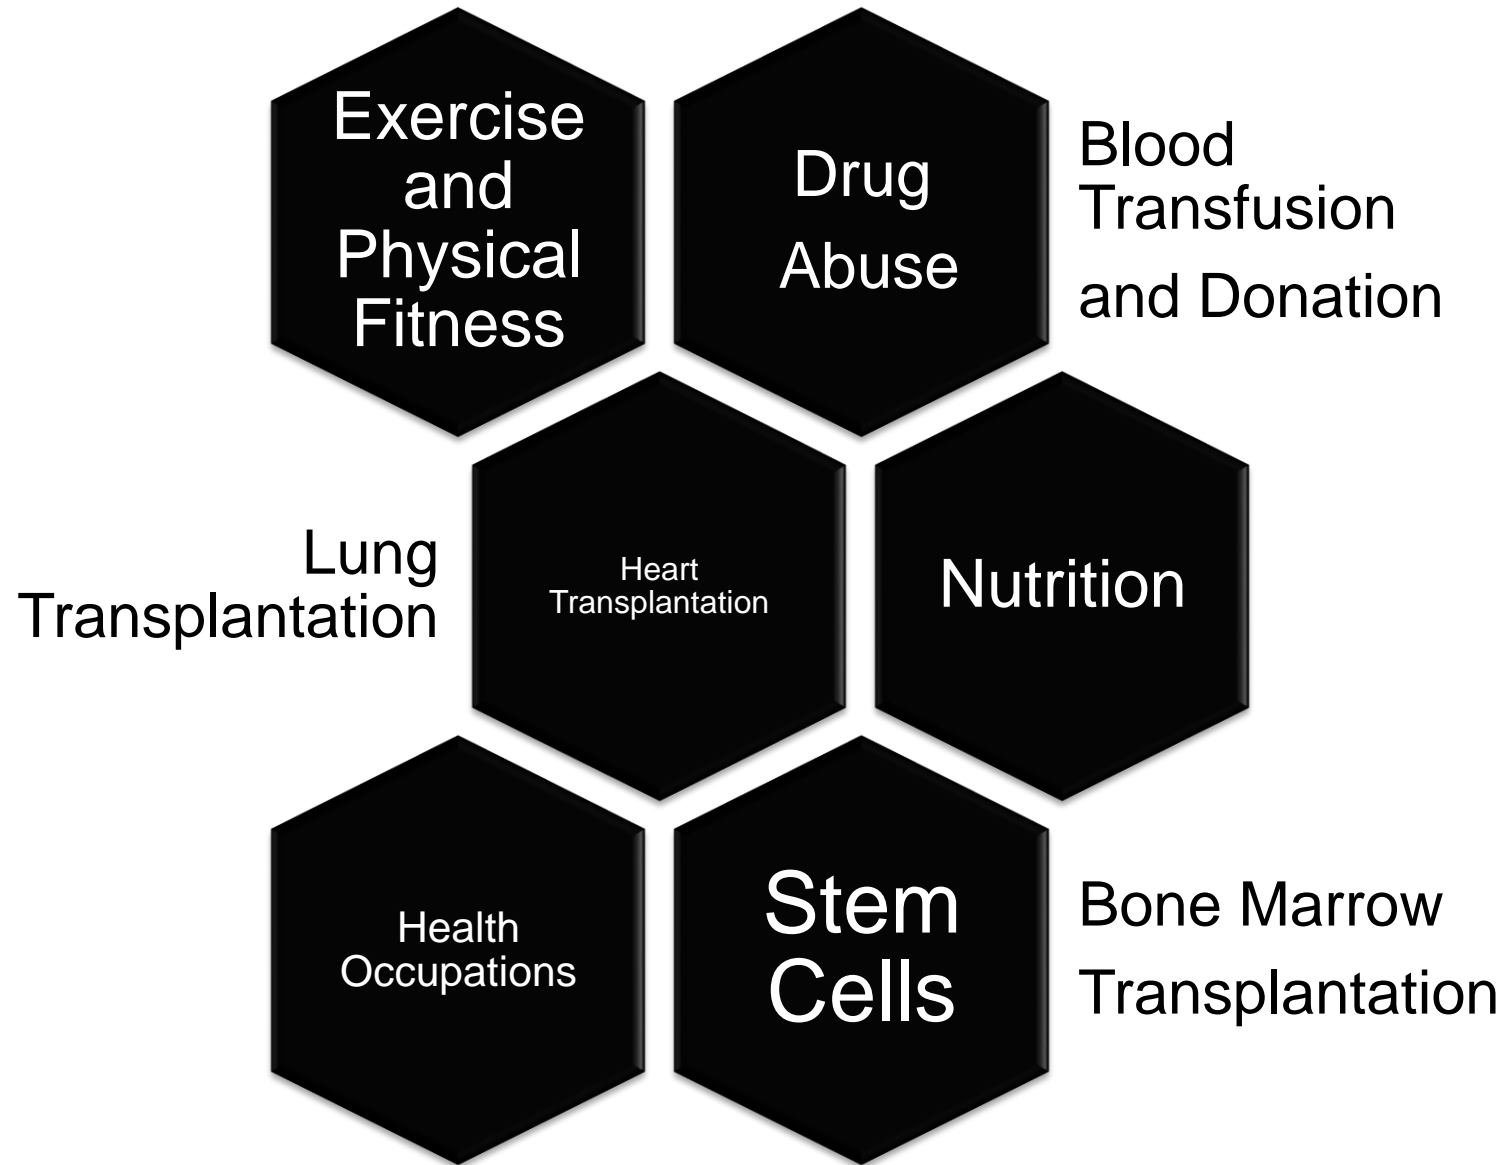 Exercise
and
Physical
Fitness
Drug
Abuse
Blood
Transfusion
and Donation
Lung
Transplantation
Heart
Transplantation
Nutrition
Health
Occupations
Stem
Cells
Bone Marrow
Transplantation